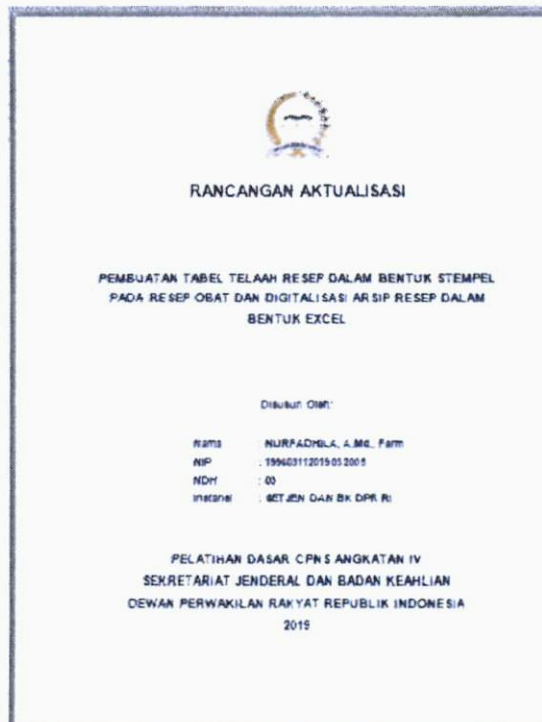 RANCANGAN AKTUALISASI
PEMBUATAN TABEL TELAAH RESEP DALAM BENTUK STEMPEL
PADA RESEP OBAT DAN DIGITALISASI ARSIP RESEP DALAM
BENTUK EXCEL
Disusun Oleh:
Nama : NURFADHILA, A.Md., Farm
NIP :
NDH : 03
Instansi : SETJEN DAN BK DPR RI
PELATIHAN DASAR CPNS ANGKATAN IV
SEKRETARIAT JENDERAL DAN BADAN KEAHLIAN
DEWAN PERWAKILAN RAKYAT REPUBLIK INDONESIA
2019